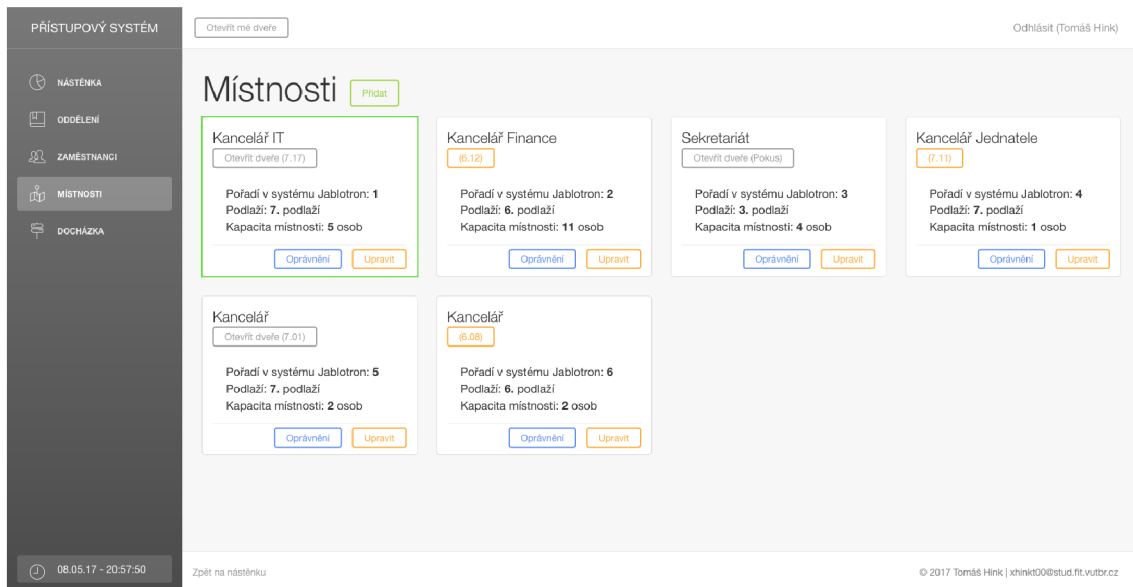 PŘÍSTUPOVÝ SYSTÉM
Otevřít mé dveře
Odhlásit (Tomáš Hink)
NÁSTĚNKA
ODDĚLENÍ
ZAMĚSTNANCI
MÍSTNOSTI
DOCHÁZKA
Místnosti
Přidat
Kancelář IT
Otevřít dveře (7.17)
Pořadí v systému Jablotron: 1
Podlaží: 7. podlaží
Kapacita místnosti: 5 osob
Oprávnění
Upravit
Kancelář Finance
(6.12)
Pořadí v systému Jablotron: 2
Podlaží: 6. podlaží
Kapacita místnosti: 11 osob
Oprávnění
Upravit
Sekretariát
Otevřít dveře (Pokus)
Pořadí v systému Jablotron: 3
Podlaží: 3. podlaží
Kapacita místnosti: 4 osob
Oprávnění
Upravit
Kancelář Jednatele
(7.11)
Pořadí v systému Jablotron: 4
Podlaží: 7. podlaží
Kapacita místnosti: 1 osob
Oprávnění
Upravit
Kancelář
Otevřít dveře (7.01)
Pořadí v systému Jablotron: 5
Podlaží: 7. podlaží
Kapacita místnosti: 2 osob
Oprávnění
Upravit
Kancelář
(6.08)
Pořadí v systému Jablotron: 6
Podlaží: 6. podlaží
Kapacita místnosti: 2 osob
Oprávnění
Upravit
08.05.17 - 20:57:50
Zpět na nástěnku
© 2017 Tomáš Hink | xhinkt00@stud.fit.vutbr.cz